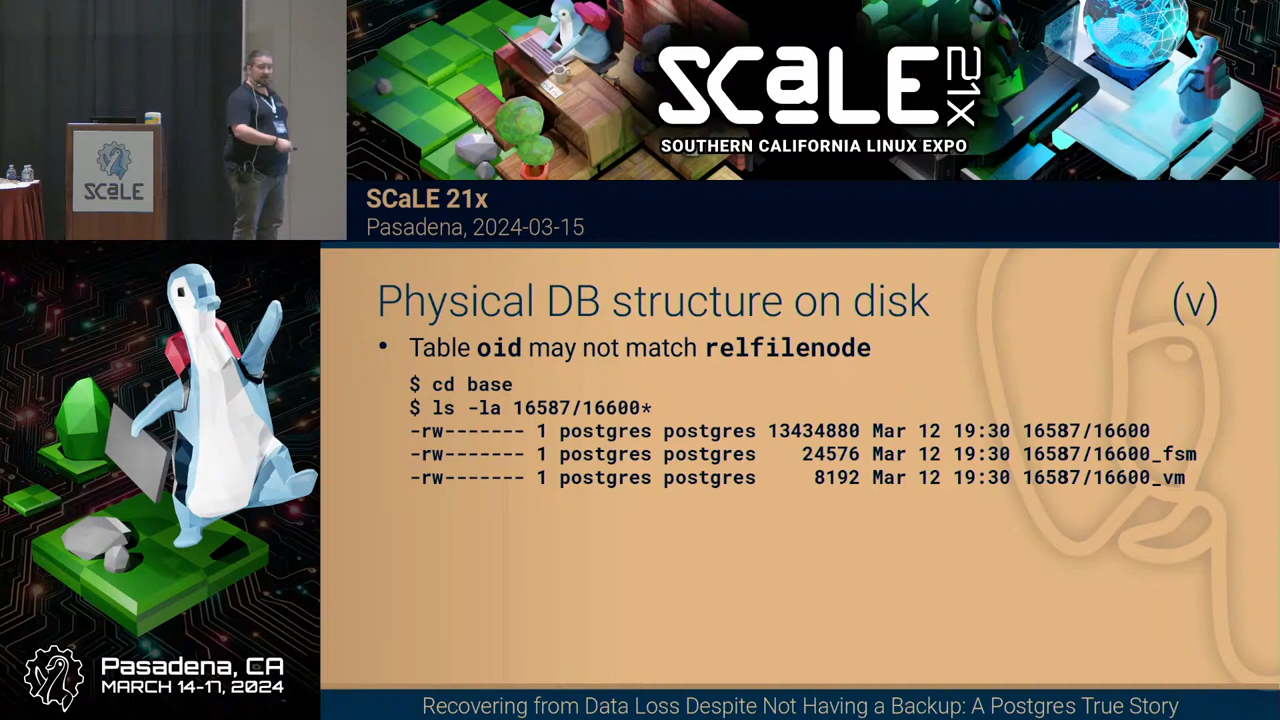 SCaLE
SCaLE 21x
SOUTHERN CALIFORNIA LINUX EXPO
SCaLE 21x
Pasadena, 2024-03-15
Physical DB structure on disk (v)
• Table oid may not match relfilenode
$ cd base
$ ls -la 16587/16600*
-rw------- 1 postgres postgres 13434880 Mar 12 19:30 16587/16600
-rw------- 1 postgres postgres 24576 Mar 12 19:30 16587/16600_fsm
-rw------- 1 postgres postgres 8192 Mar 12 19:30 16587/16600_vm
Pasadena, CA
MARCH 14-17, 2024
Recovering from Data Loss Despite Not Having a Backup: A Postgres True Story